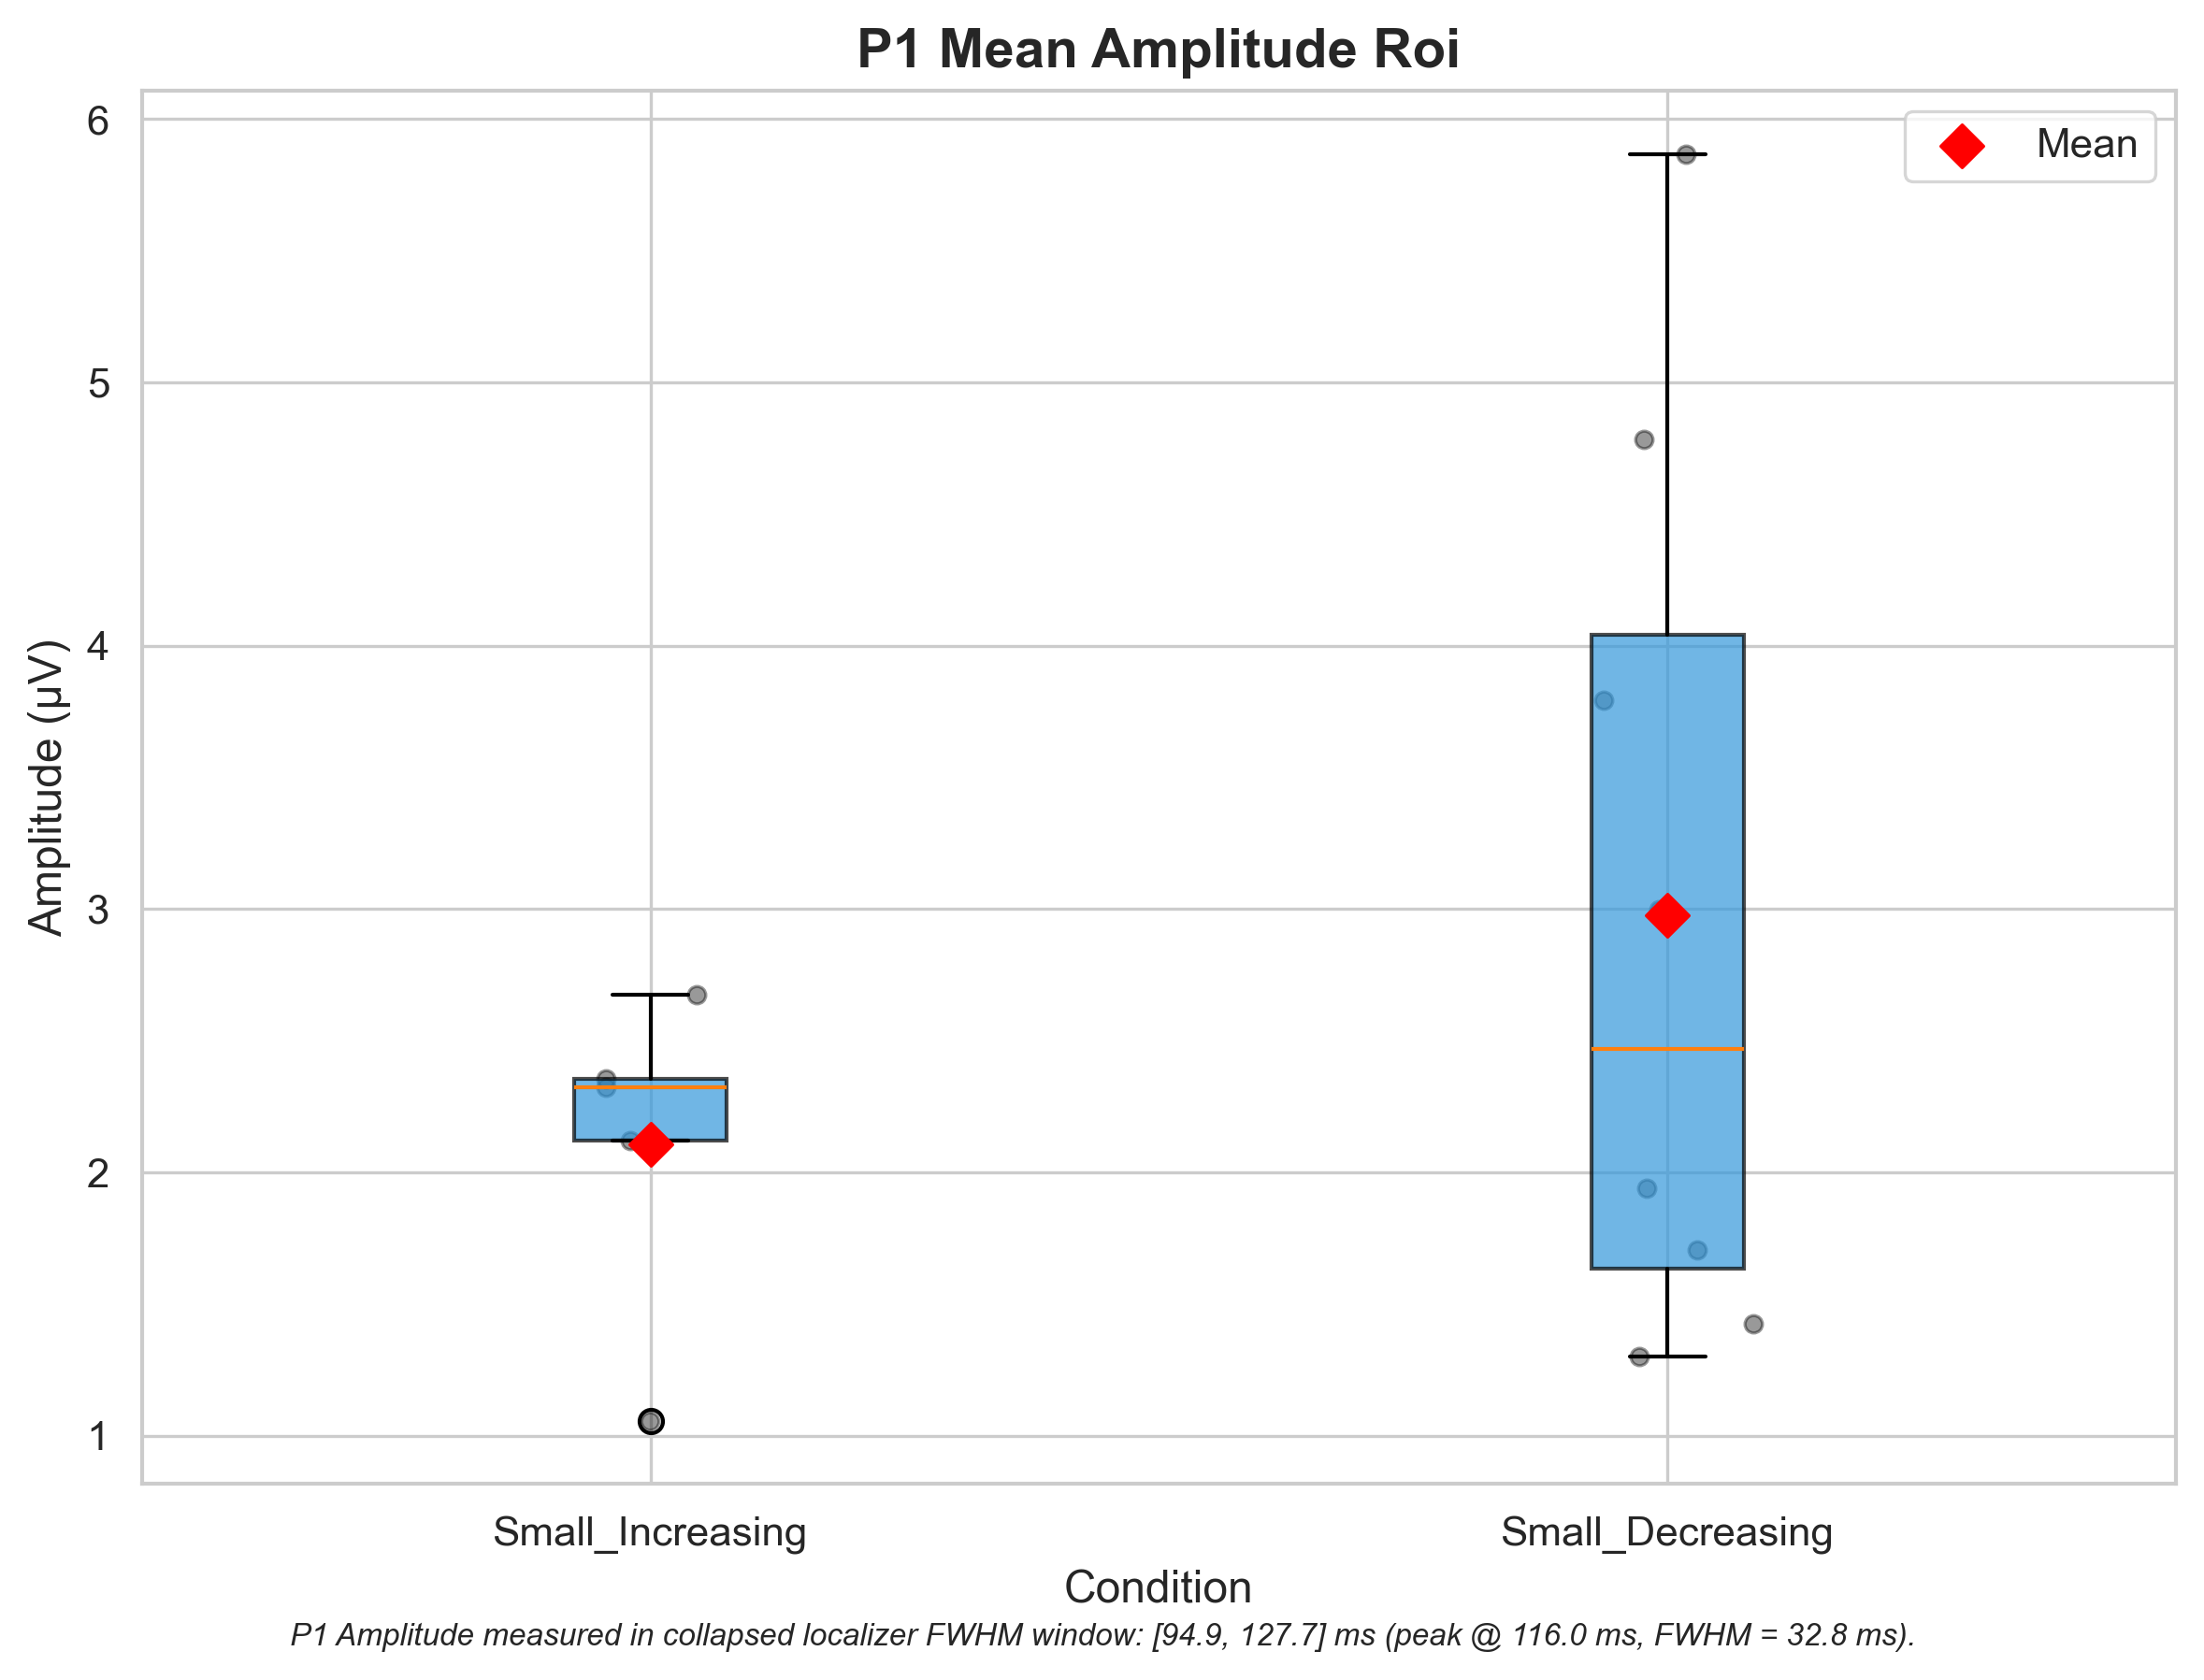 P1 Mean Amplitude Roi
Mean
6
5
4
3
2
1
Amplitude (µV)
Small_Increasing
Small_Decreasing
Condition
P1 Amplitude measured in collapsed localizer FWHM window: [94.9, 127.7] ms (peak @ 116.0 ms, FWHM = 32.8 ms).